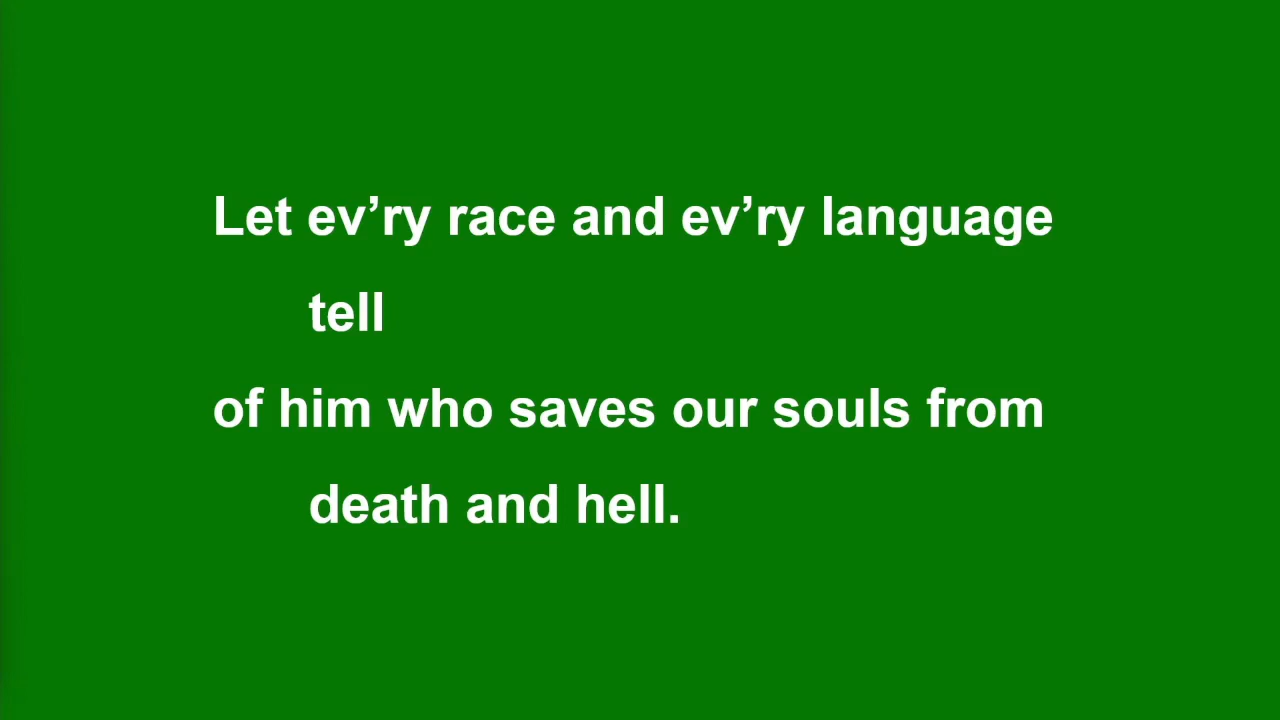 Let ev’ry race and ev’ry language
tell
of him who saves our souls from
death and hell.